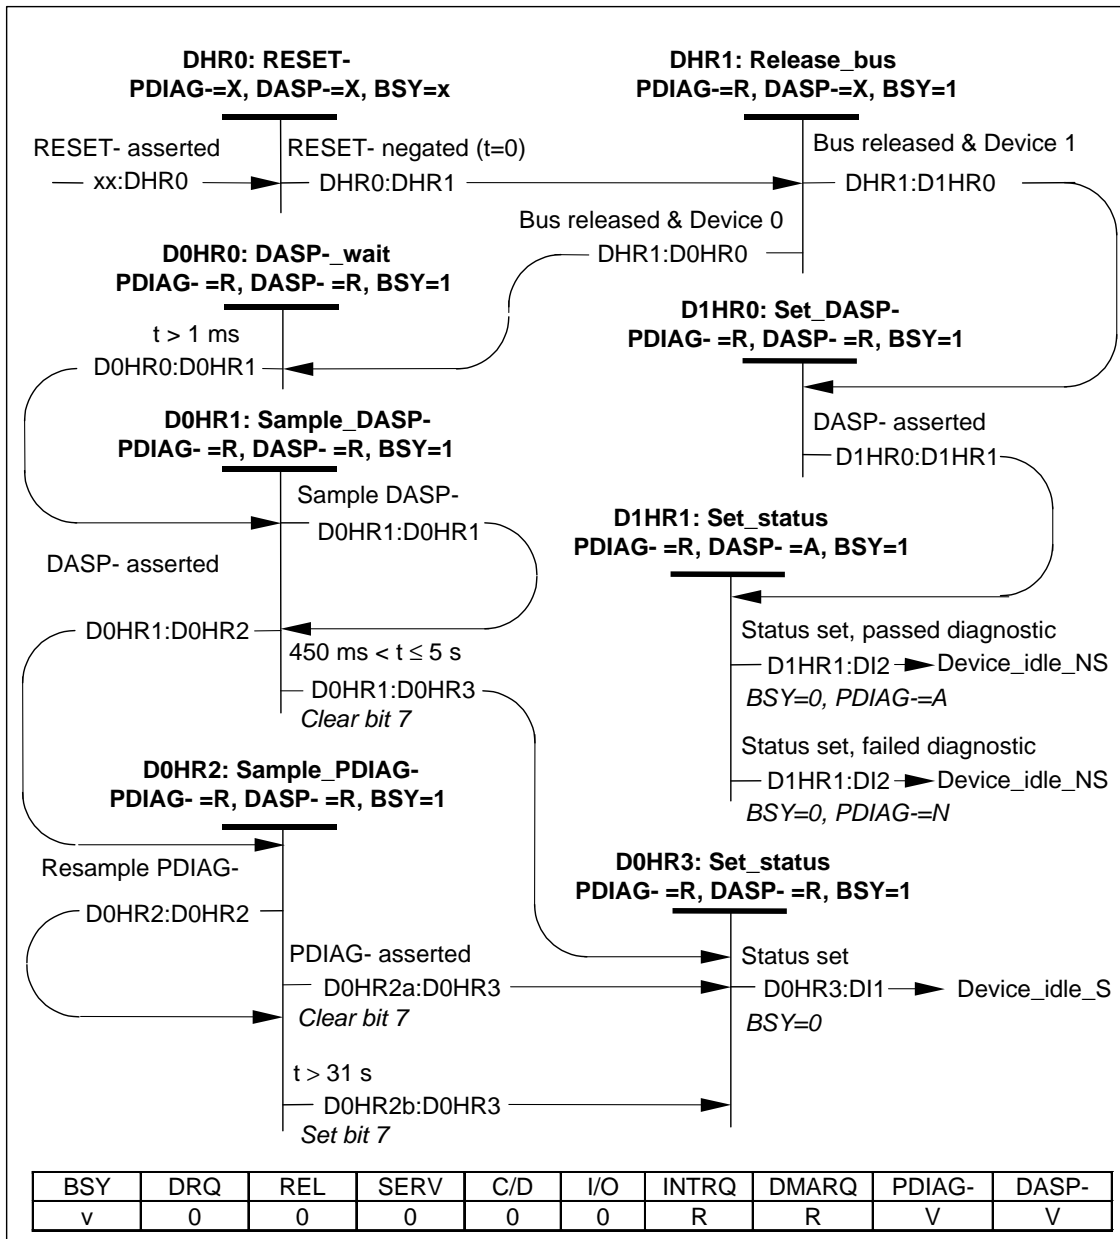 DHR0: RESET-
PDIAG-=X, DASP-=X, BSY=x
RESET- asserted
xx:DHR0
RESET- negated (t=0)
DHR0:DHR1
DHR1: Release_bus
PDIAG-=R, DASP-=X, BSY=1
Bus released & Device 1
DHR1:D1HR0
Bus released & Device 0
DHR1:D0HR0
D0HR0: DASP-_wait
PDIAG- =R, DASP- =R, BSY=1
t > 1 ms
D0HR0:D0HR1
D1HR0: Set_DASP-
PDIAG- =R, DASP- =R, BSY=1
DASP- asserted
D1HR0:D1HR1
D0HR1: Sample_DASP-
PDIAG- =R, DASP- =R, BSY=1
Sample DASP-
D0HR1:D0HR1
DASP- asserted
D0HR1:D0HR2
450 ms < t ≤ 5 s
D0HR1:D0HR3
Clear bit 7
D1HR1: Set_status
PDIAG- =R, DASP- =A, BSY=1
Status set, passed diagnostic
D1HR1:DI2 Device_idle_NS
BSY=0, PDIAG-=A
Status set, failed diagnostic
D1HR1:DI2 Device_idle_NS
BSY=0, PDIAG-=N
D0HR2: Sample_PDIAG-
PDIAG- =R, DASP- =R, BSY=1
Resample PDIAG-
D0HR2:D0HR2
PDIAG- asserted
D0HR2a:D0HR3
Clear bit 7
t > 31 s
D0HR2b:D0HR3
Set bit 7
D0HR3: Set_status
PDIAG- =R, DASP- =R, BSY=1
Status set
D0HR3:DI1 Device_idle_S
BSY=0
BSY DRQ REL SERV C/D I/O INTRQ DMARQ PDIAG- DASP-
v 0 0 0 0 0 R R V V